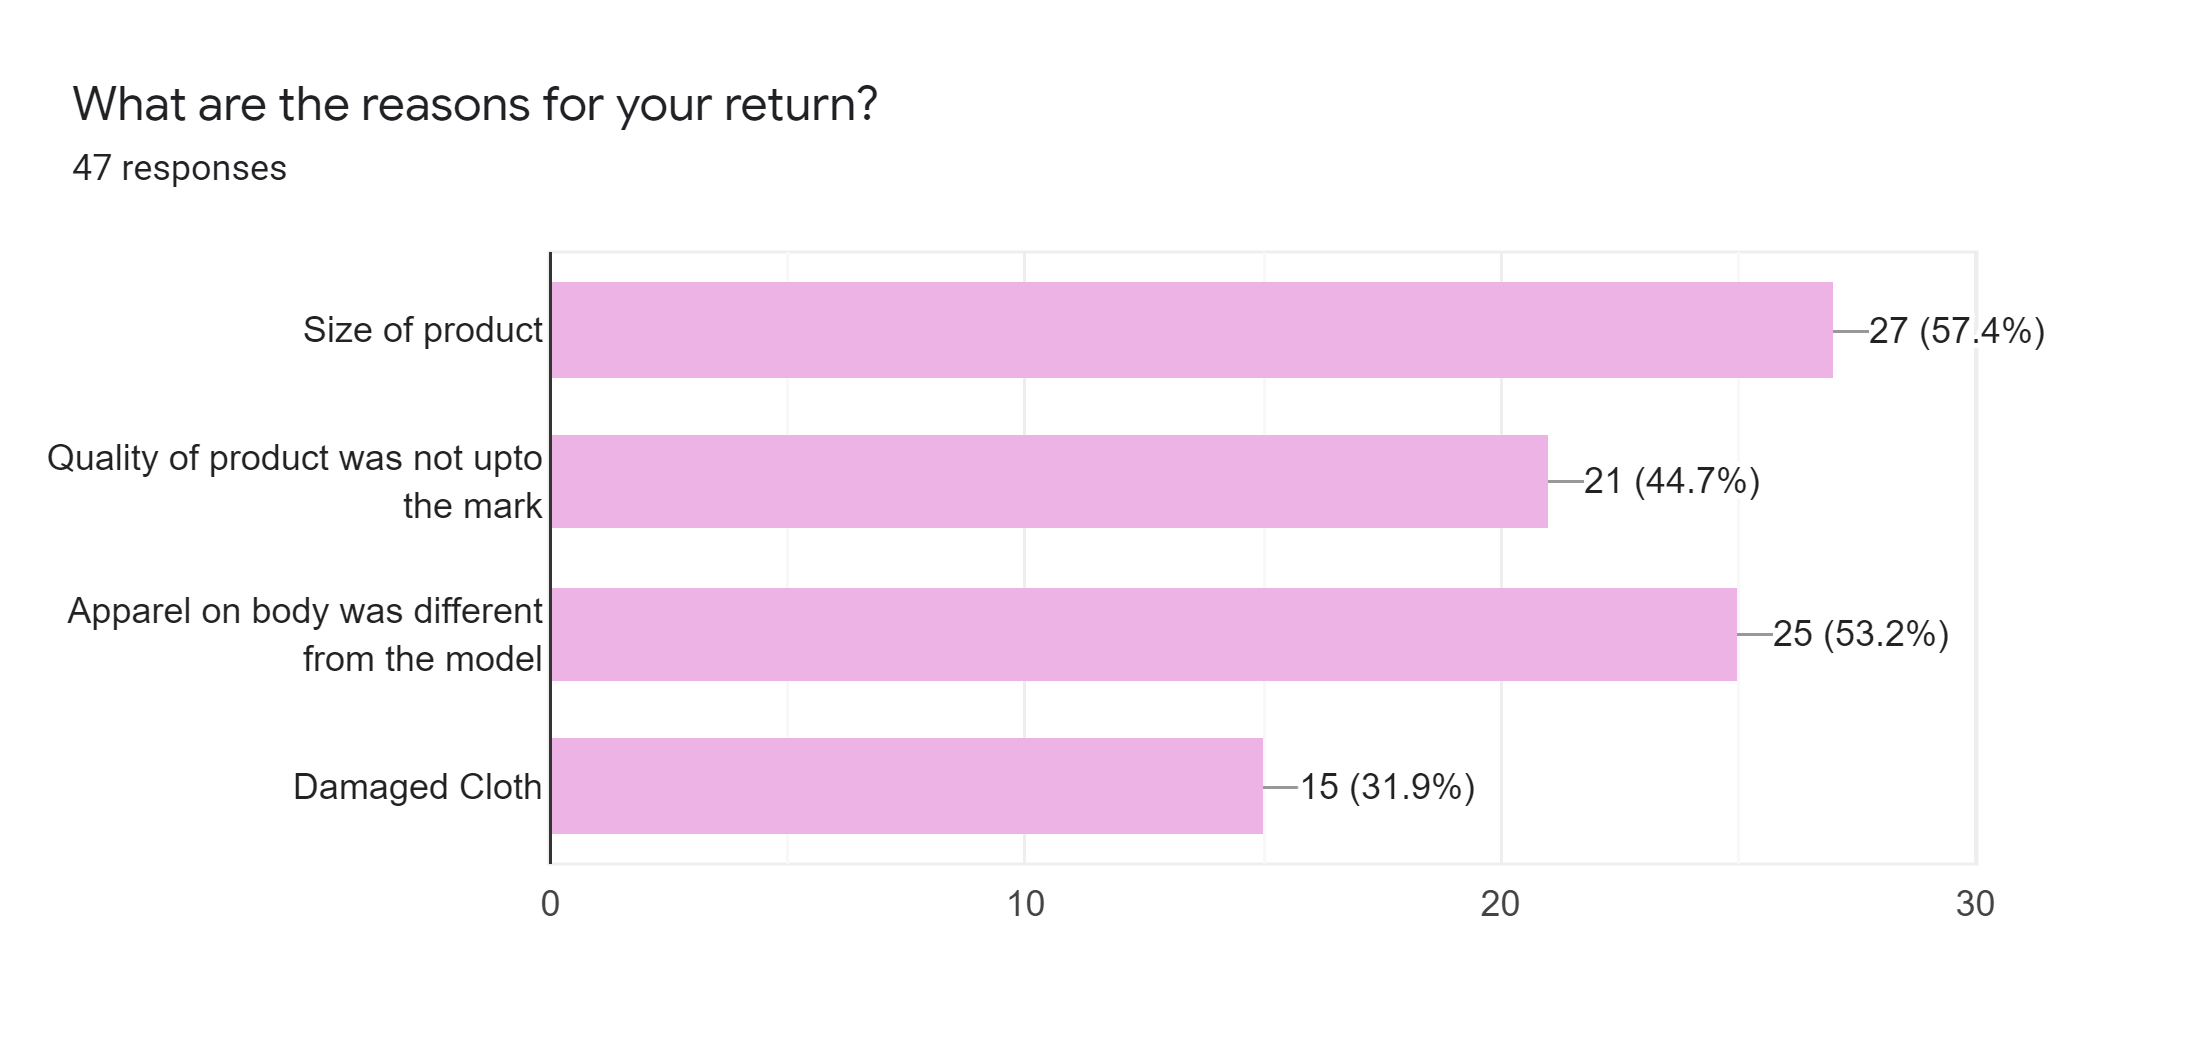 What are the reasons for your return?
47 responses
Size of product
27 (57.4%)
Quality of product was not upto
the mark
21 (44.7%)
Apparel on body was different
from the model
25 (53.2%)
Damaged Cloth
15 (31.9%)
0 10 20 30